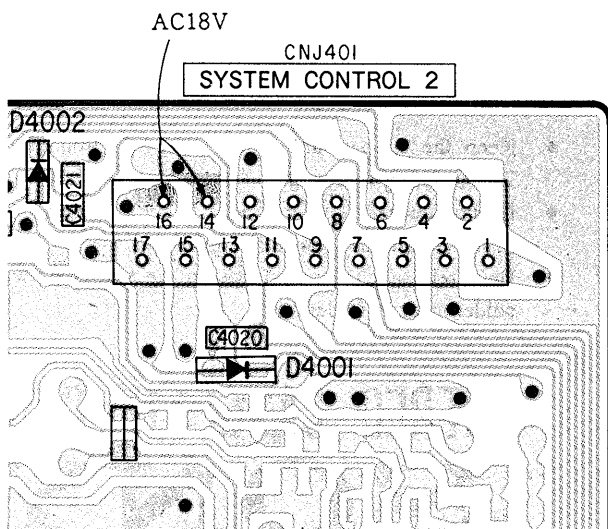 AC18V
CNJ401
SYSTEM CONTROL 2
D4002
C4021
16 14 12 10 8 6 4 2
17 15 13 11 9 7 5 3 1
C4020
D4001